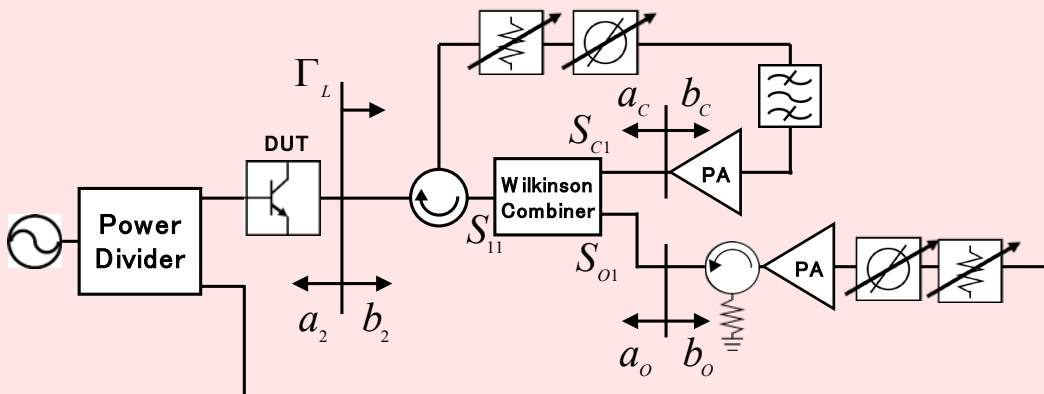 Γ_L
a_C b_C
DUT
S_C1
PA
Wilkinson
Combiner
Power
Divider
S_11
S_O1
PA
a_2 b_2
a_O b_O